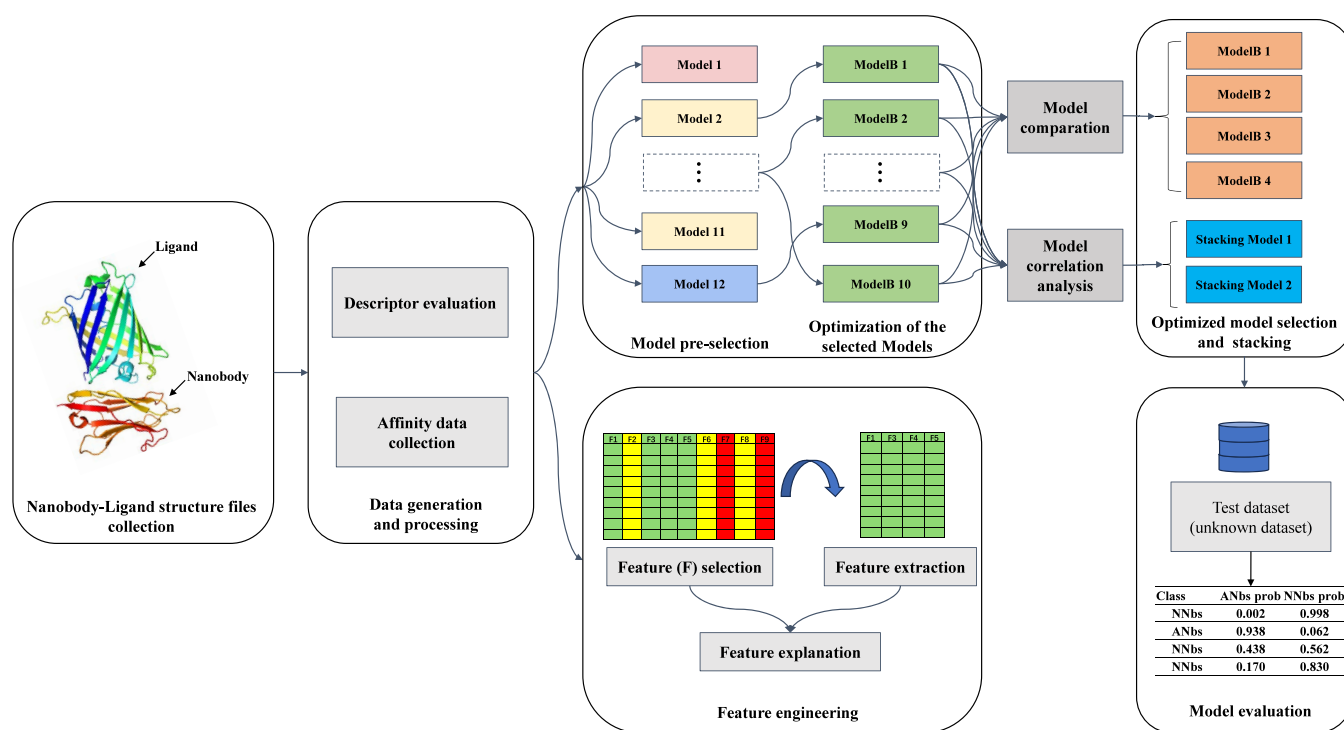 Ligand
Nanobody
Nanobody-Ligand structure files
collection
Descriptor evaluation
Affinity data
collection
Data generation
and processing
Model 1
Model 2
Model 11
Model 12
Model pre-selection
ModelB 1
ModelB 2
ModelB 9
ModelB 10
Optimization of the
selected Models
Model
comparation
Model
correlation
analysis
ModelB 1
ModelB 2
ModelB 3
ModelB 4
Stacking Model 1
Stacking Model 2
Optimized model selection
and stacking
F1 F2 F3 F4 F5 F6 F7 F8 F9
F1 F3 F4 F5
Feature (F) selection
Feature extraction
Feature explanation
Feature engineering
Test dataset
(unknown dataset)
Class ANbs prob NNbs prob
NNbs 0.002 0.998
ANbs 0.938 0.062
NNbs 0.438 0.562
NNbs 0.170 0.830
Model evaluation